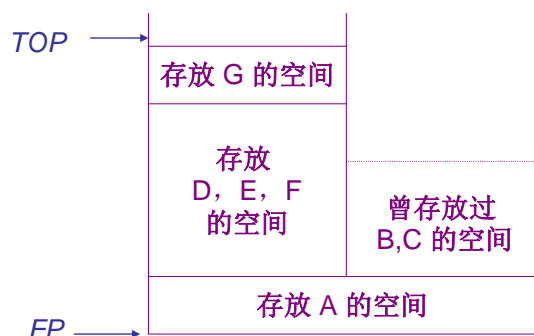 TOP
存放 G 的空间
存放
D，E，F
的空间
曾存放过
B,C 的空间
存放 A 的空间
FP